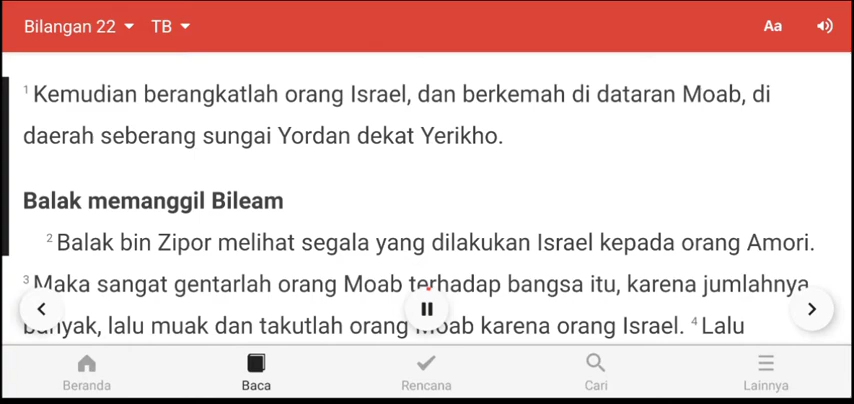 Bilangan 22 TB Aa
1 Kemudian berangkatlah orang Israel, dan berkemah di dataran Moab, di
daerah seberang sungai Yordan dekat Yerikho.
Balak memanggil Bileam
2 Balak bin Zipor melihat segala yang dilakukan Israel kepada orang Amori.
3 Maka sangat gentarlah orang Moab terhadap bangsa itu, karena jumlahnya
banyak, lalu muak dan takutlah orang Moab karena orang Israel. 4 Lalu
Beranda Baca Rencana Cari Lainnya